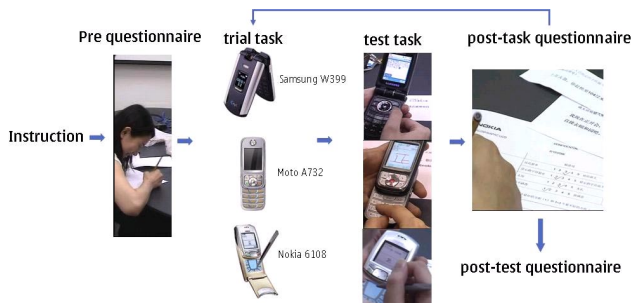 Pre questionnaire
trial task
test task
post-task questionnaire
Samsung W399
Instruction
NOKIA
Moto A732
Nokia 6108
post-test questionnaire